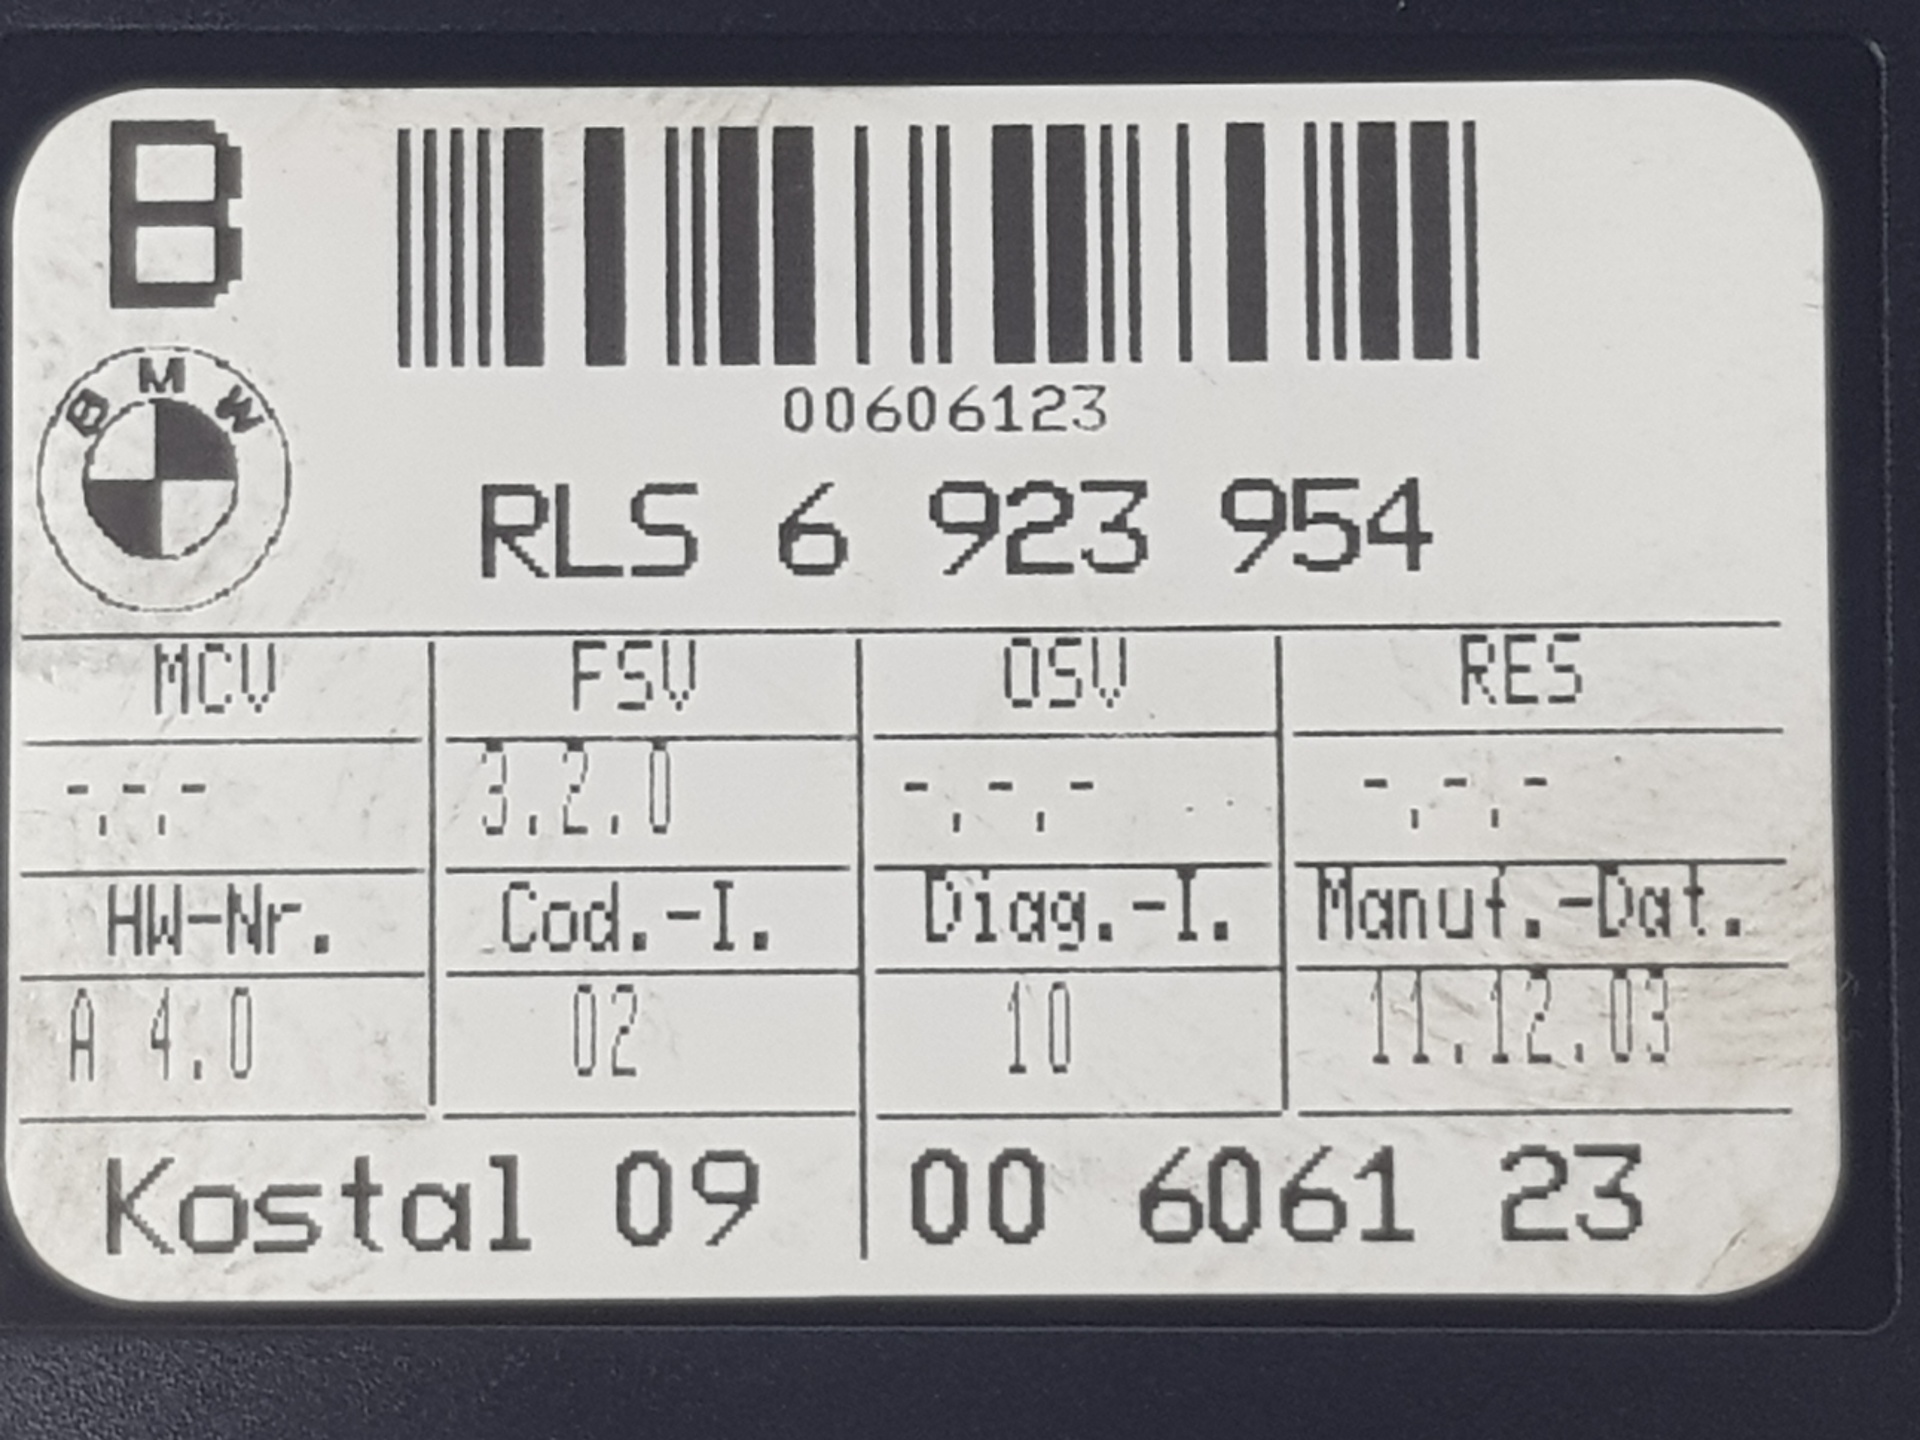 B
BMW
00606123
RLS 6 923 954
MCV FSV OSV RES
-.-.- 3.2.0 -.-.- -.-.-
HW-Nr. Cod.-I. Diag.-I. Manuf.-Dat.
A 4.0 02 10 11.12.03
Kostal 09 00 6061 23